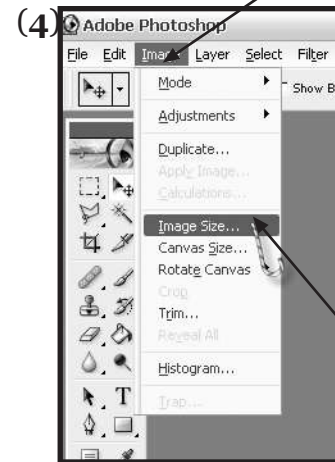 (4)
Adobe Photoshop
File Edit Image Layer Select Filter
Show B
Mode
Adjustments
Duplicate...
Apply Image...
Calculations...
Image Size...
Canvas Size...
Rotate Canvas
Crop
Trim...
Reveal All
Histogram...
Trap...
T